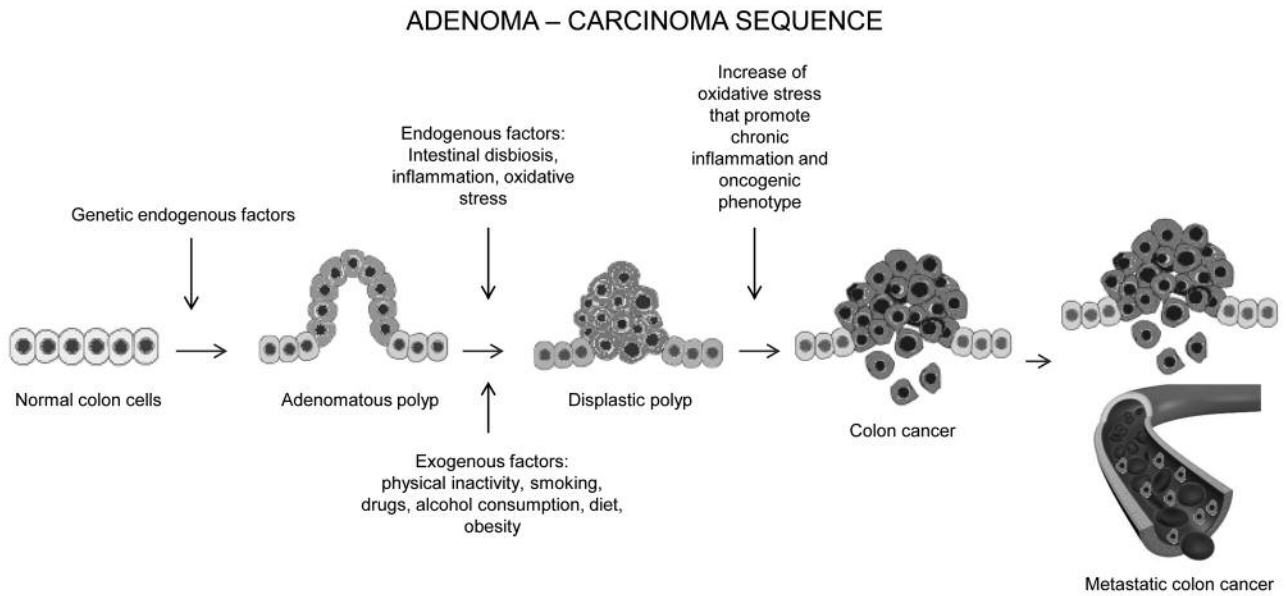 ADENOMA – CARCINOMA SEQUENCE
Increase of
oxidative stress
that promote
chronic
inflammation and
oncogenic
phenotype
Endogenous factors:
Intestinal disbiosis,
inflammation, oxidative
stress
Genetic endogenous factors
Normal colon cells
Adenomatous polyp
Displastic polyp
Colon cancer
Exogenous factors:
physical inactivity, smoking,
drugs, alcohol consumption, diet,
obesity
Metastatic colon cancer